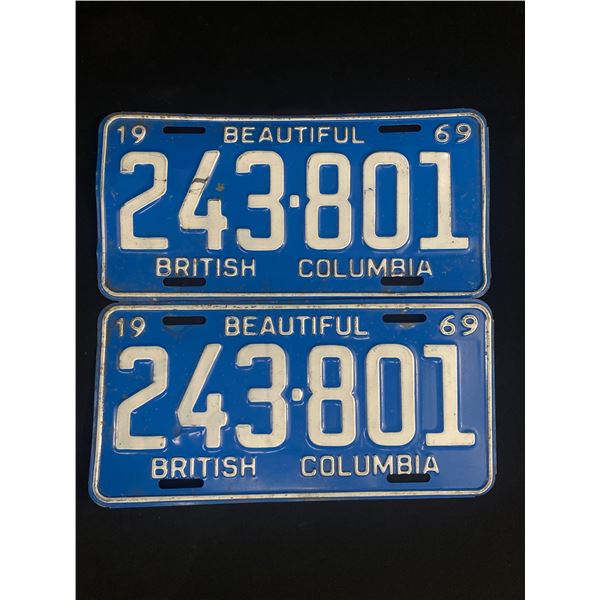 19 BEAUTIFUL 69
243·801
BRITISH COLUMBIA
19 BEAUTIFUL 69
243·801
BRITISH COLUMBIA